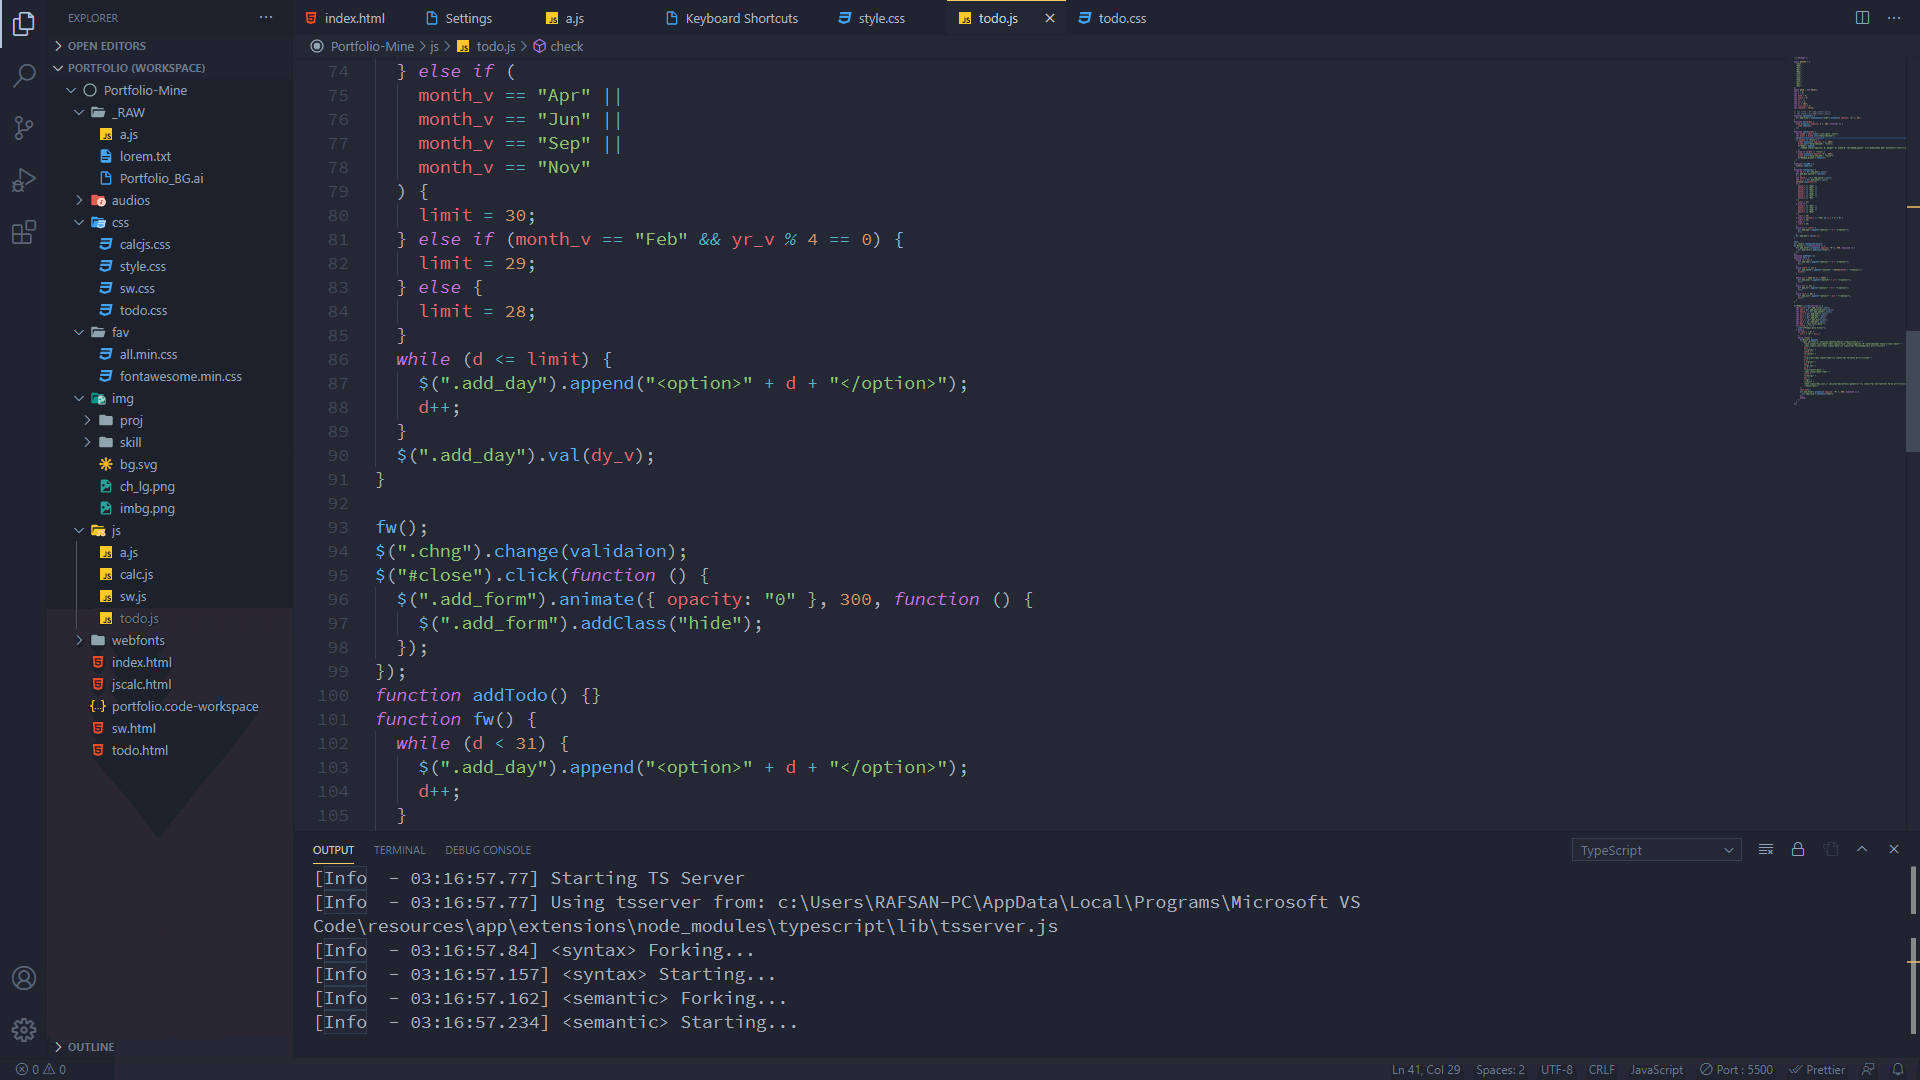 EXPLORER
OPEN EDITORS
PORTFOLIO (WORKSPACE)
Portfolio-Mine
_RAW
a.js
lorem.txt
Portfolio_BG.ai
audios
css
calcjs.css
style.css
sw.css
todo.css
fav
all.min.css
fontawesome.min.css
img
proj
skill
bg.svg
ch_lg.png
imbg.png
js
a.js
calc.js
sw.js
todo.js
webfonts
index.html
jscalc.html
portfolio.code-workspace
sw.html
todo.html
OUTLINE
index.html Settings a.js Keyboard Shortcuts style.css todo.js todo.css
Portfolio-Mine > js > todo.js > check
74 } else if (
75 month_v == "Apr" ||
76 month_v == "Jun" ||
77 month_v == "Sep" ||
78 month_v == "Nov"
79 ) {
80 limit = 30;
81 } else if (month_v == "Feb" && yr_v % 4 == 0) {
82 limit = 29;
83 } else {
84 limit = 28;
85 }
86 while (d <= limit) {
87 $(".add_day").append("<option>" + d + "</option>");
88 d++;
89 }
90 $(".add_day").val(dy_v);
91 }
92
93 fw();
94 $(".chng").change(validaion);
95 $("#close").click(function () {
96 $(".add_form").animate({ opacity: "0" }, 300, function () {
97 $(".add_form").addClass("hide");
98 });
99 });
100 function addTodo() {}
101 function fw() {
102 while (d < 31) {
103 $(".add_day").append("<option>" + d + "</option>");
104 d++;
105 }
OUTPUT TERMINAL DEBUG CONSOLE TypeScript
[Info - 03:16:57.77] Starting TS Server
[Info - 03:16:57.77] Using tsserver from: c:\Users\RAFSAN-PC\AppData\Local\Programs\Microsoft VS
Code\resources\app\extensions\node_modules\typescript\lib\tsserver.js
[Info - 03:16:57.84] <syntax> Forking...
[Info - 03:16:57.157] <syntax> Starting...
[Info - 03:16:57.162] <semantic> Forking...
[Info - 03:16:57.234] <semantic> Starting...
0 0 Ln 41, Col 29 Spaces: 2 UTF-8 CRLF JavaScript Port : 5500 Prettier